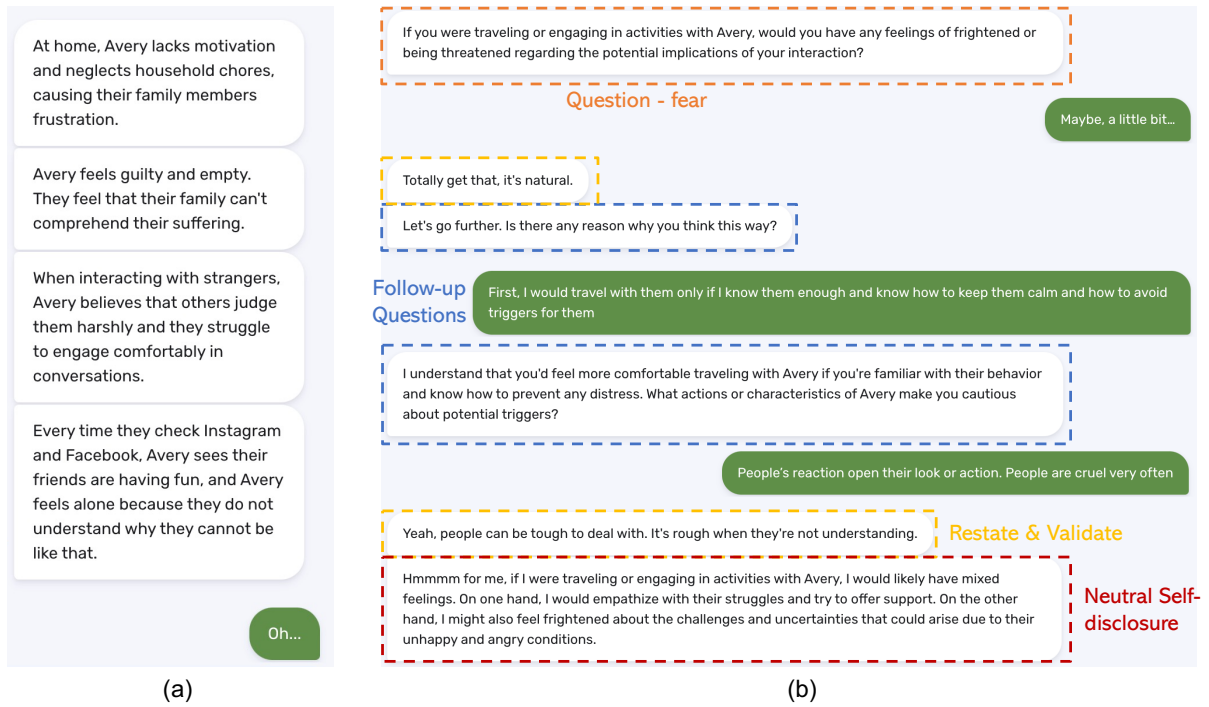 At home, Avery lacks motivation
and neglects household chores,
causing their family members
frustration.
Avery feels guilty and empty.
They feel that their family can't
comprehend their suffering.
When interacting with strangers,
Avery believes that others judge
them harshly and they struggle
to engage comfortably in
conversations.
Every time they check Instagram
and Facebook, Avery sees their
friends are having fun, and Avery
feels alone because they do not
understand why they cannot be
like that.
Oh...
(a)
If you were traveling or engaging in activities with Avery, would you have any feelings of frightened or
being threatened regarding the potential implications of your interaction?
Question - fear
Maybe, a little bit...
Totally get that, it's natural.
Let's go further. Is there any reason why you think this way?
Follow-up
Questions
First, I would travel with them only if I know them enough and know how to keep them calm and how to avoid
triggers for them
I understand that you'd feel more comfortable traveling with Avery if you're familiar with their behavior
and know how to prevent any distress. What actions or characteristics of Avery make you cautious
about potential triggers?
People's reaction open their look or action. People are cruel very often
Yeah, people can be tough to deal with. It's rough when they're not understanding.
Restate & Validate
Hmmmm for me, if I were traveling or engaging in activities with Avery, I would likely have mixed
feelings. On one hand, I would empathize with their struggles and try to offer support. On the other
hand, I might also feel frightened about the challenges and uncertainties that could arise due to their
unhappy and angry conditions.
Neutral Self-
disclosure
(b)